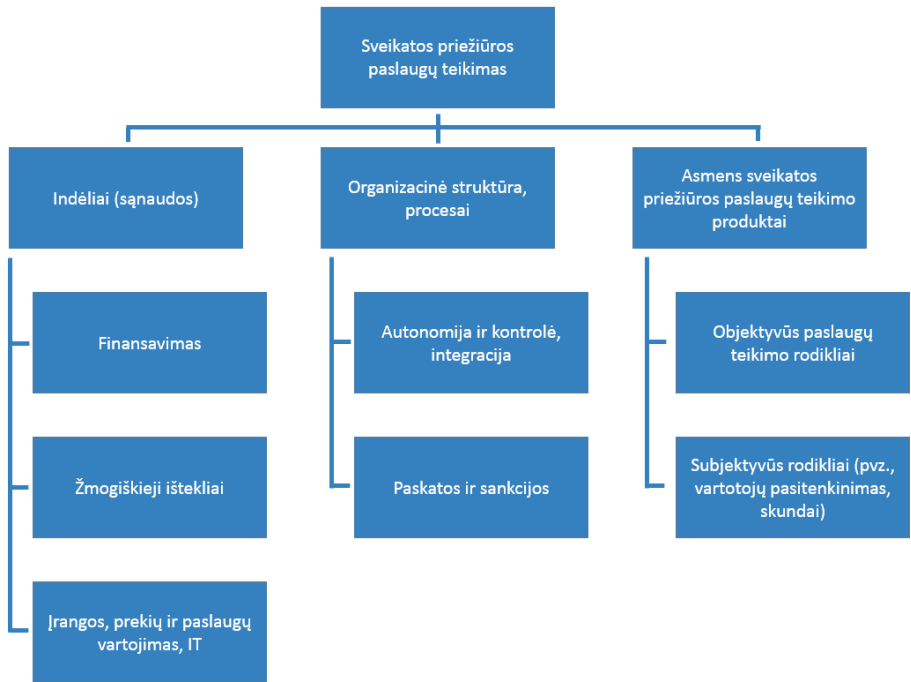 Sveikatos priežiūros
paslaugų teikimas
Indėliai (sąnaudos)
Organizacinė struktūra,
procesai
Asmens sveikatos
priežiūros paslaugų teikimo
produktai
Finansavimas
Autonomija ir kontrolė,
integracija
Objektyvūs paslaugų
teikimo rodikliai
Žmogiškieji ištekliai
Paskatos ir sankcijos
Subjektyvūs rodikliai (pvz.,
vartotojų pasitenkinimas,
skundai)
Įrangos, prekių ir paslaugų
vartojimas, IT